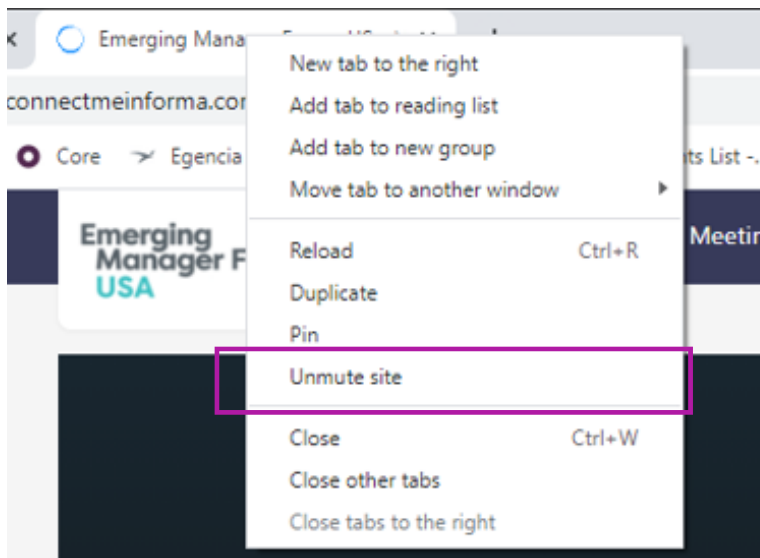 Emerging Mana
connectmeinforma.cor
Core Egencia ts List -.
New tab to the right
Add tab to reading list
Add tab to new group
Move tab to another window
Emerging
Manager F
USA
Meetin
Reload Ctrl+R
Duplicate
Pin
Unmute site
Close Ctrl+W
Close other tabs
Close tabs to the right